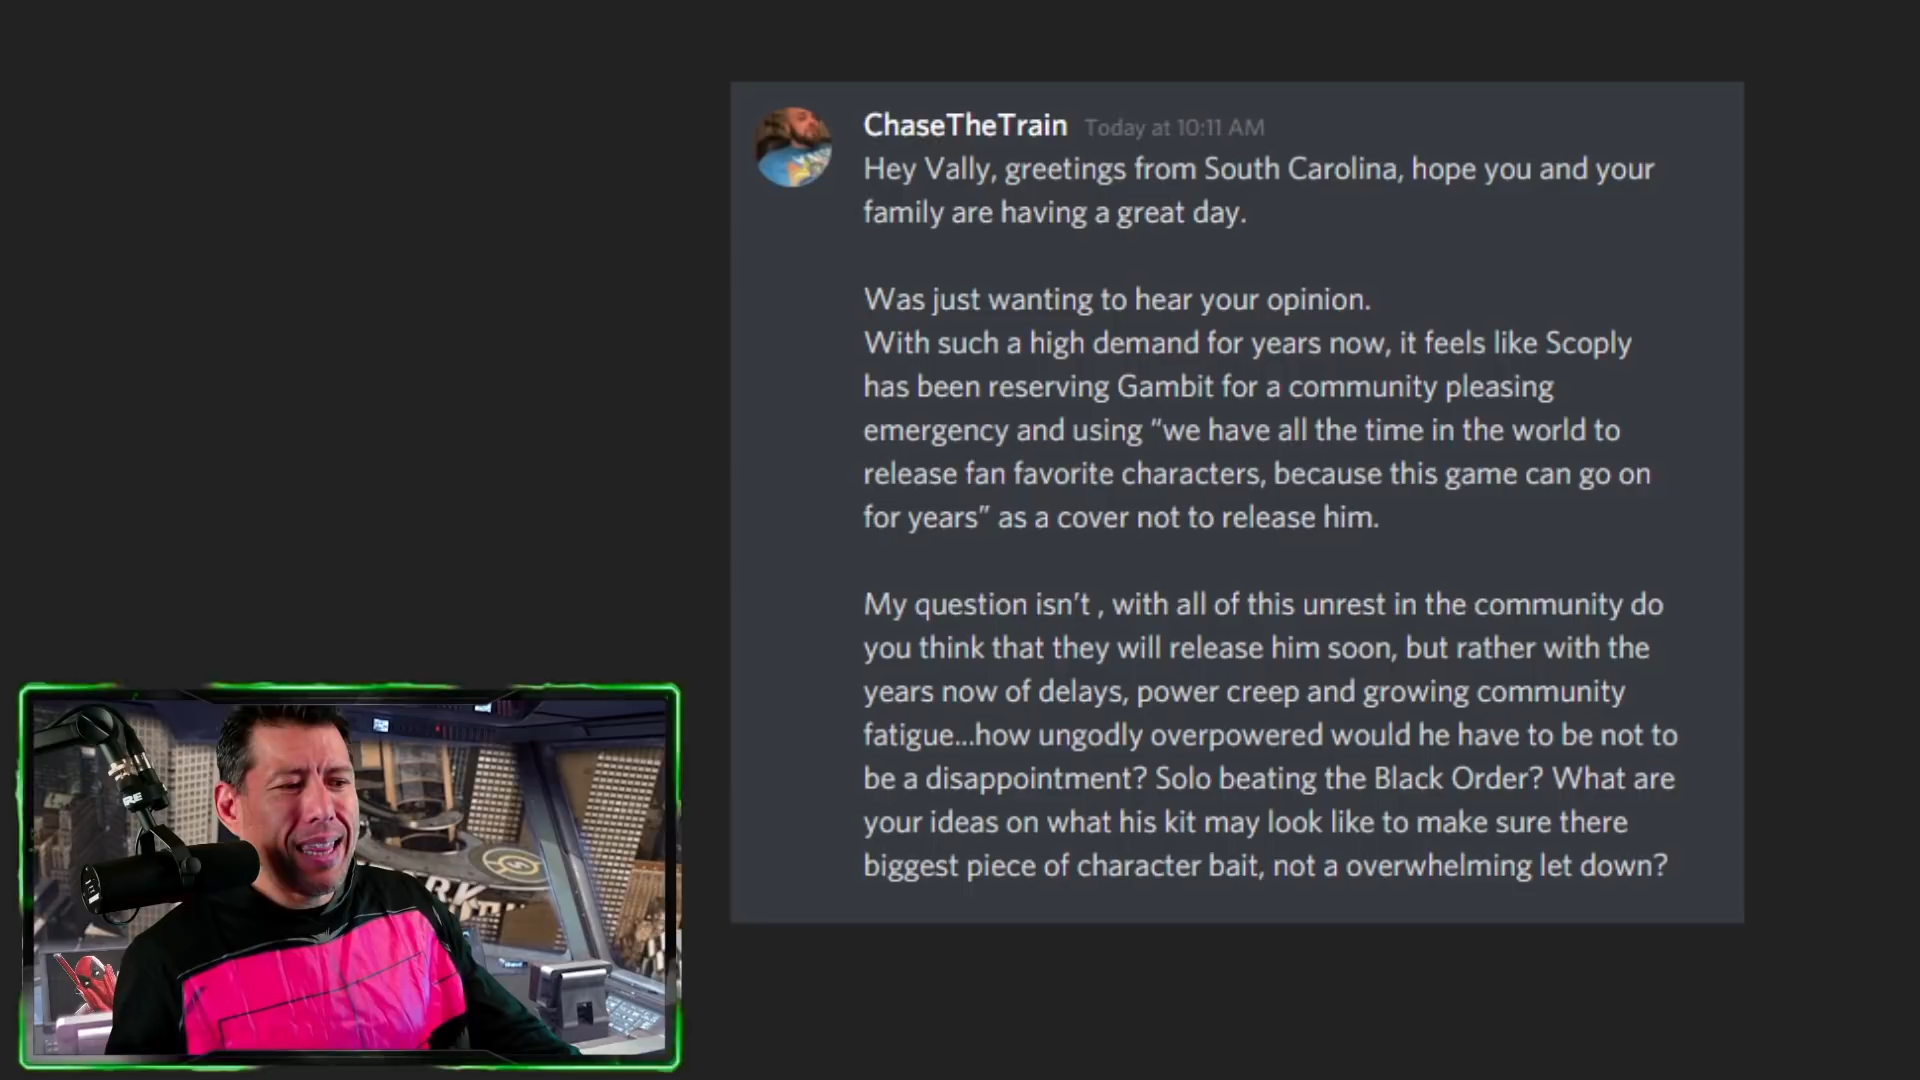 ChaseTheTrain Today at 10:11 AM
Hey Vally, greetings from South Carolina, hope you and your
family are having a great day.
Was just wanting to hear your opinion.
With such a high demand for years now, it feels like Scoply
has been reserving Gambit for a community pleasing
emergency and using “we have all the time in the world to
release fan favorite characters, because this game can go on
for years” as a cover not to release him.
My question isn’t , with all of this unrest in the community do
you think that they will release him soon, but rather with the
years now of delays, power creep and growing community
fatigue...how ungodly overpowered would he have to be not to
be a disappointment? Solo beating the Black Order? What are
your ideas on what his kit may look like to make sure there
biggest piece of character bait, not a overwhelming let down?